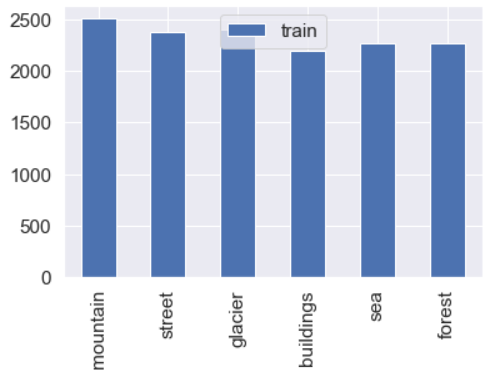 train
2500
2000
1500
1000
500
0
mountain
street
glacier
buildings
sea
forest